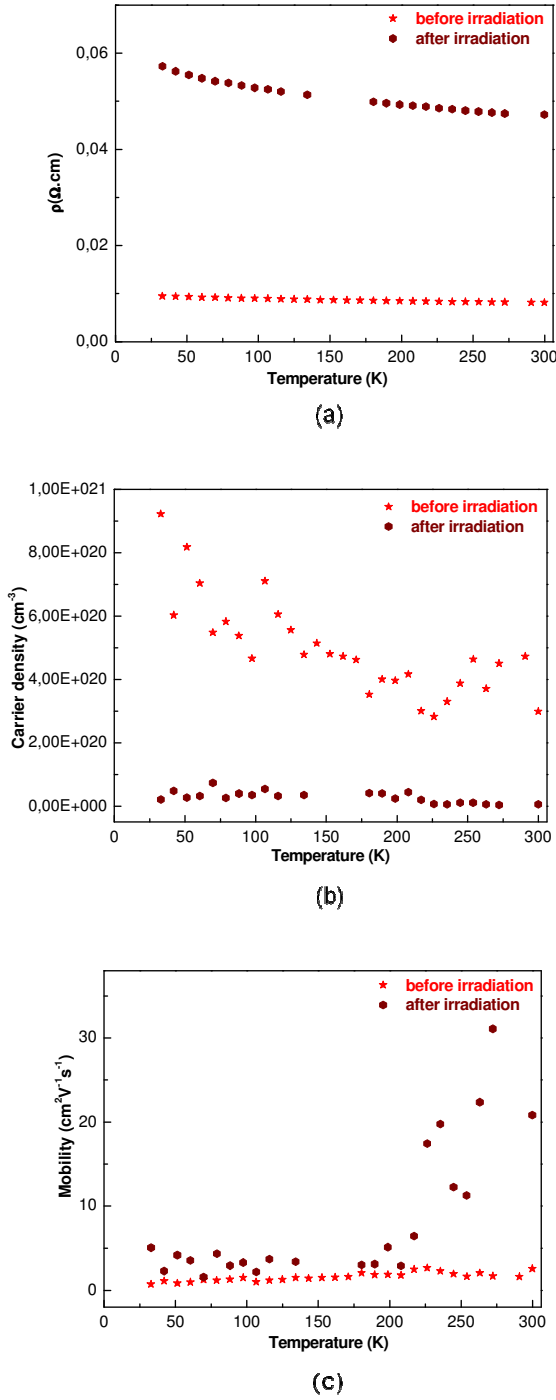 before irradiation
after irradiation
0,06
0,04
0,02
0,00
ρ(Ω.cm)
0 50 100 150 200 250 300
Temperature (K)
(a)
before irradiation
after irradiation
1,00E+021
8,00E+020
6,00E+020
4,00E+020
2,00E+020
0,00E+000
Carrier density (cm⁻³)
0 50 100 150 200 250 300
Temperature (K)
(b)
before irradiation
after irradiation
30
20
10
0
Mobility (cm²V⁻¹s⁻¹)
0 50 100 150 200 250 300
Temperature (K)
(c)